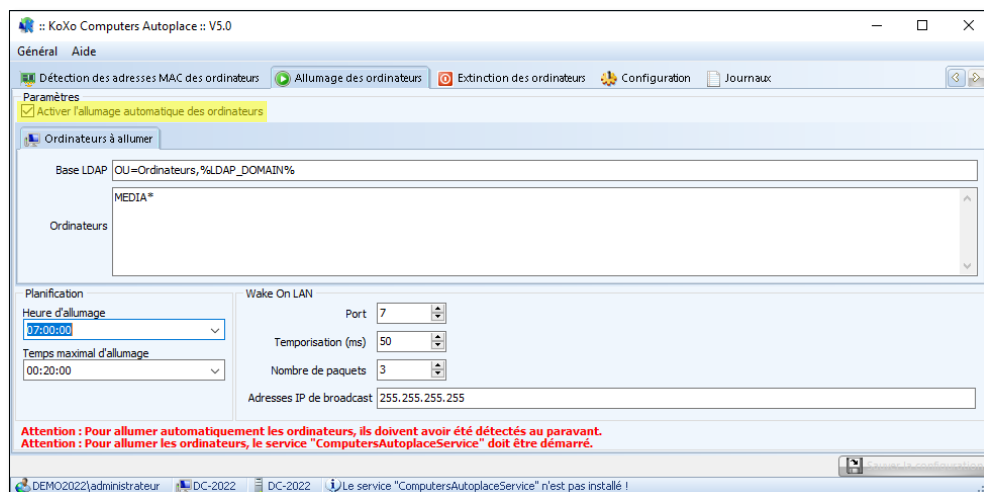 :: KoXo Computers Autoplace :: V5.0
Général Aide
Détection des adresses MAC des ordinateurs Allumage des ordinateurs Extinction des ordinateurs Configuration Journaux
Paramètres
Activer l'allumage automatique des ordinateurs
Ordinateurs à allumer
Base LDAP OU=Ordinateurs,%LDAP_DOMAIN%
MEDIA*
Ordinateurs
Planification
Heure d'allumage
07:00:00
Temps maximal d'allumage
00:20:00
Wake On LAN
Port 7
Temporisation (ms) 50
Nombre de paquets 3
Adresses IP de broadcast 255.255.255.255
Attention : Pour allumer automatiquement les ordinateurs, ils doivent avoir été détectés au paravant.
Attention : Pour allumer les ordinateurs, le service "ComputersAutoplaceService" doit être démarré.
Sauver la configuration
DEMO2022\administrateur DC-2022 DC-2022 Le service "ComputersAutoplaceService" n'est pas installé !